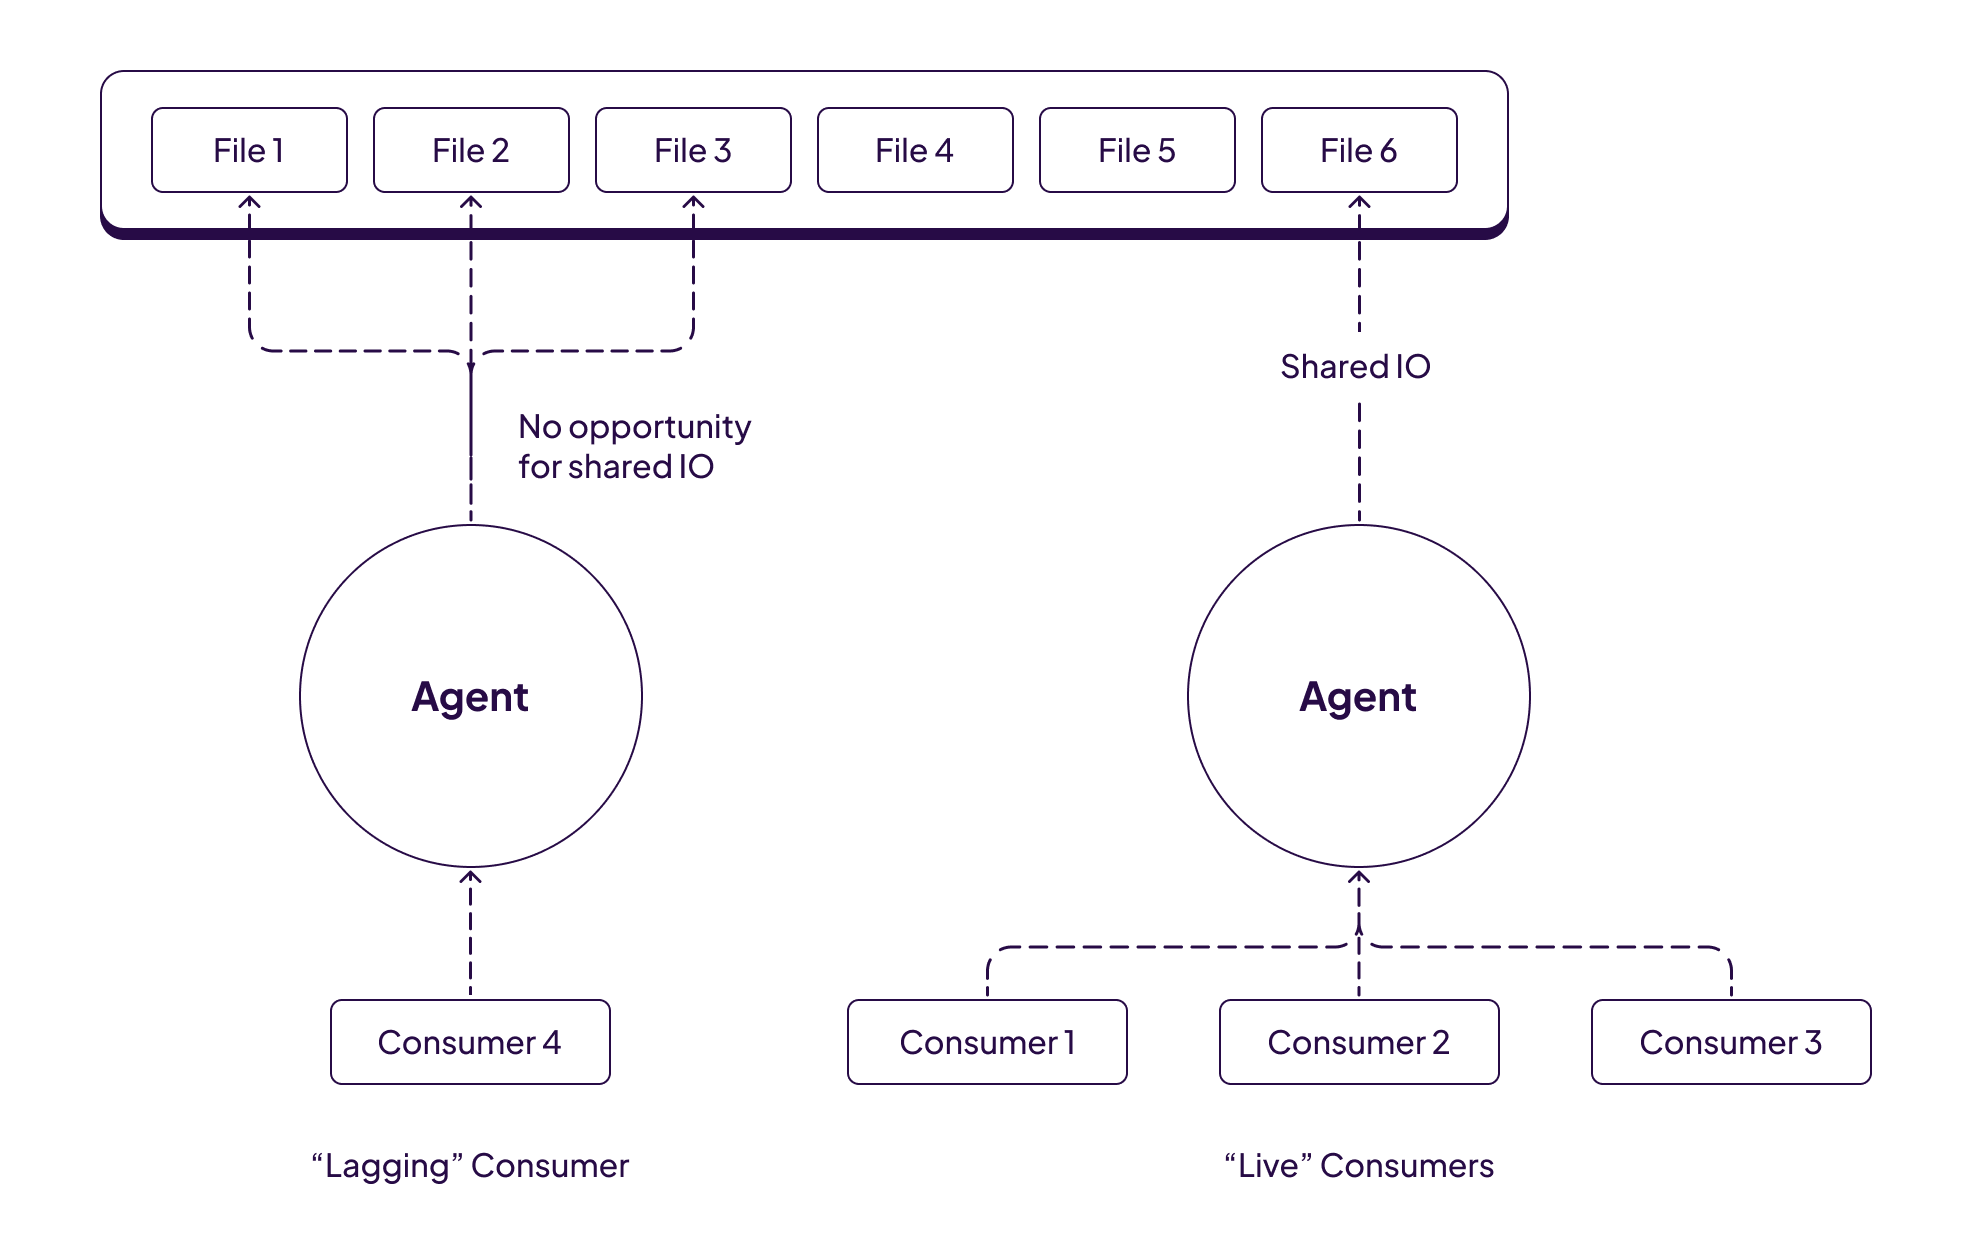 File 1
File 2
File 3
File 4
File 5
File 6
Shared IO
No opportunity
for shared IO
Agent
Agent
Consumer 4
Consumer 1
Consumer 2
Consumer 3
“Lagging” Consumer
“Live” Consumers